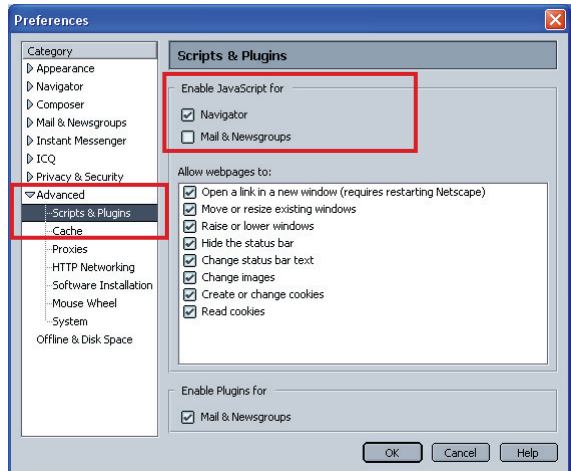 Preferences
Category
Appearance
Navigator
Composer
Mail & Newsgroups
Instant Messenger
ICQ
Privacy & Security
Advanced
Scripts & Plugins
Cache
Proxies
HTTP Networking
Software Installation
Mouse Wheel
System
Offline & Disk Space
Scripts & Plugins
Enable JavaScript for
Navigator
Mail & Newsgroups
Allow webpages to:
Open a link in a new window (requires restarting Netscape)
Move or resize existing windows
Raise or lower windows
Hide the status bar
Change status bar text
Change images
Create or change cookies
Read cookies
Enable Plugins for
Mail & Newsgroups
OK Cancel Help